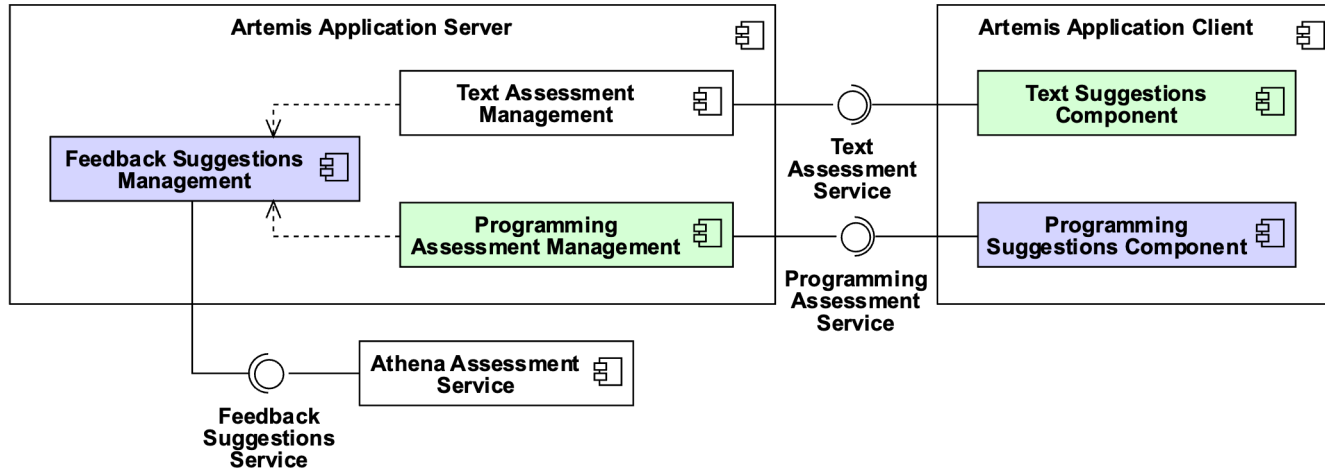 Artemis Application Server
Artemis Application Client
Text Assessment
Management
Text Suggestions
Component
Feedback Suggestions
Management
Text
Assessment
Service
Programming
Assessment Management
Programming
Suggestions Component
Programming
Assessment
Service
Athena Assessment
Service
Feedback
Suggestions
Service